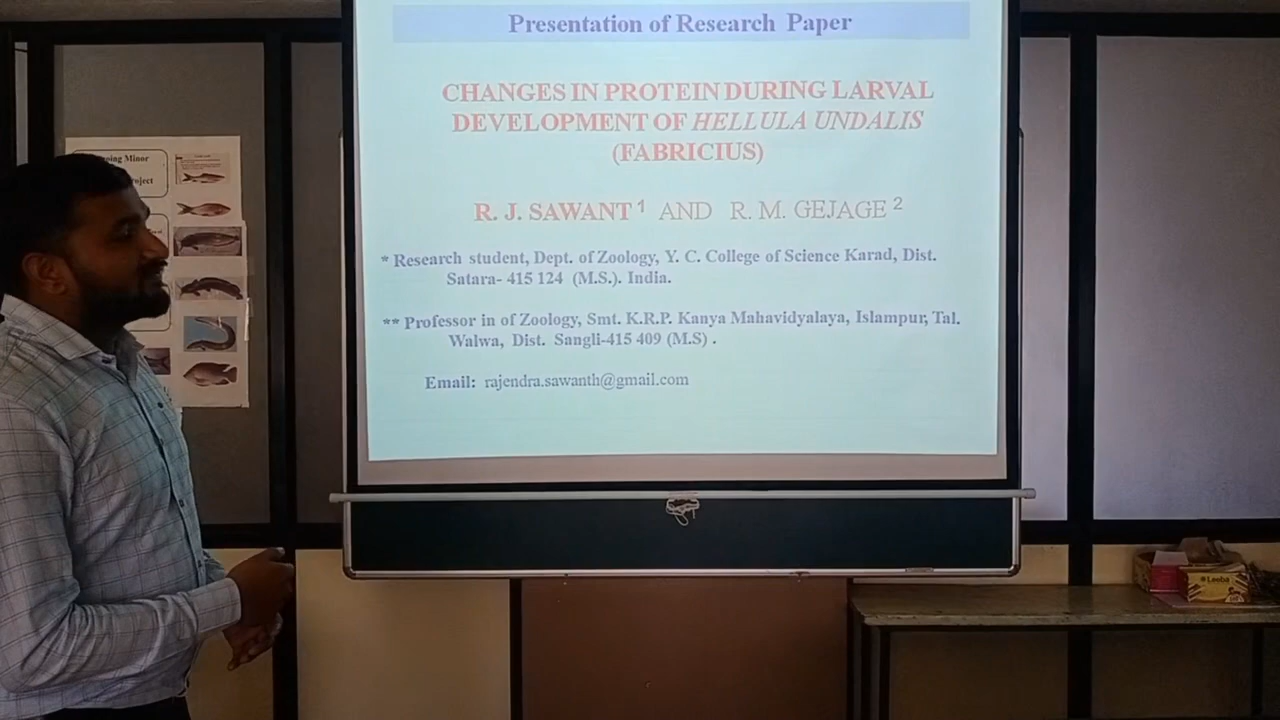 Presentation of Research Paper
CHANGES IN PROTEIN DURING LARVAL
DEVELOPMENT OF HELLULA UNDALIS
(FABRICIUS)
R. J. SAWANT 1 AND R. M. GEJAGE 2
* Research student, Dept. of Zoology, Y. C. College of Science Karad, Dist.
Satara- 415 124 (M.S.). India.
** Professor in of Zoology, Smt. K.R.P. Kanya Mahavidyalaya, Islampur, Tal.
Walwa, Dist. Sangli-415 409 (M.S) .
Email: rajendra.sawanth@gmail.com
Minor